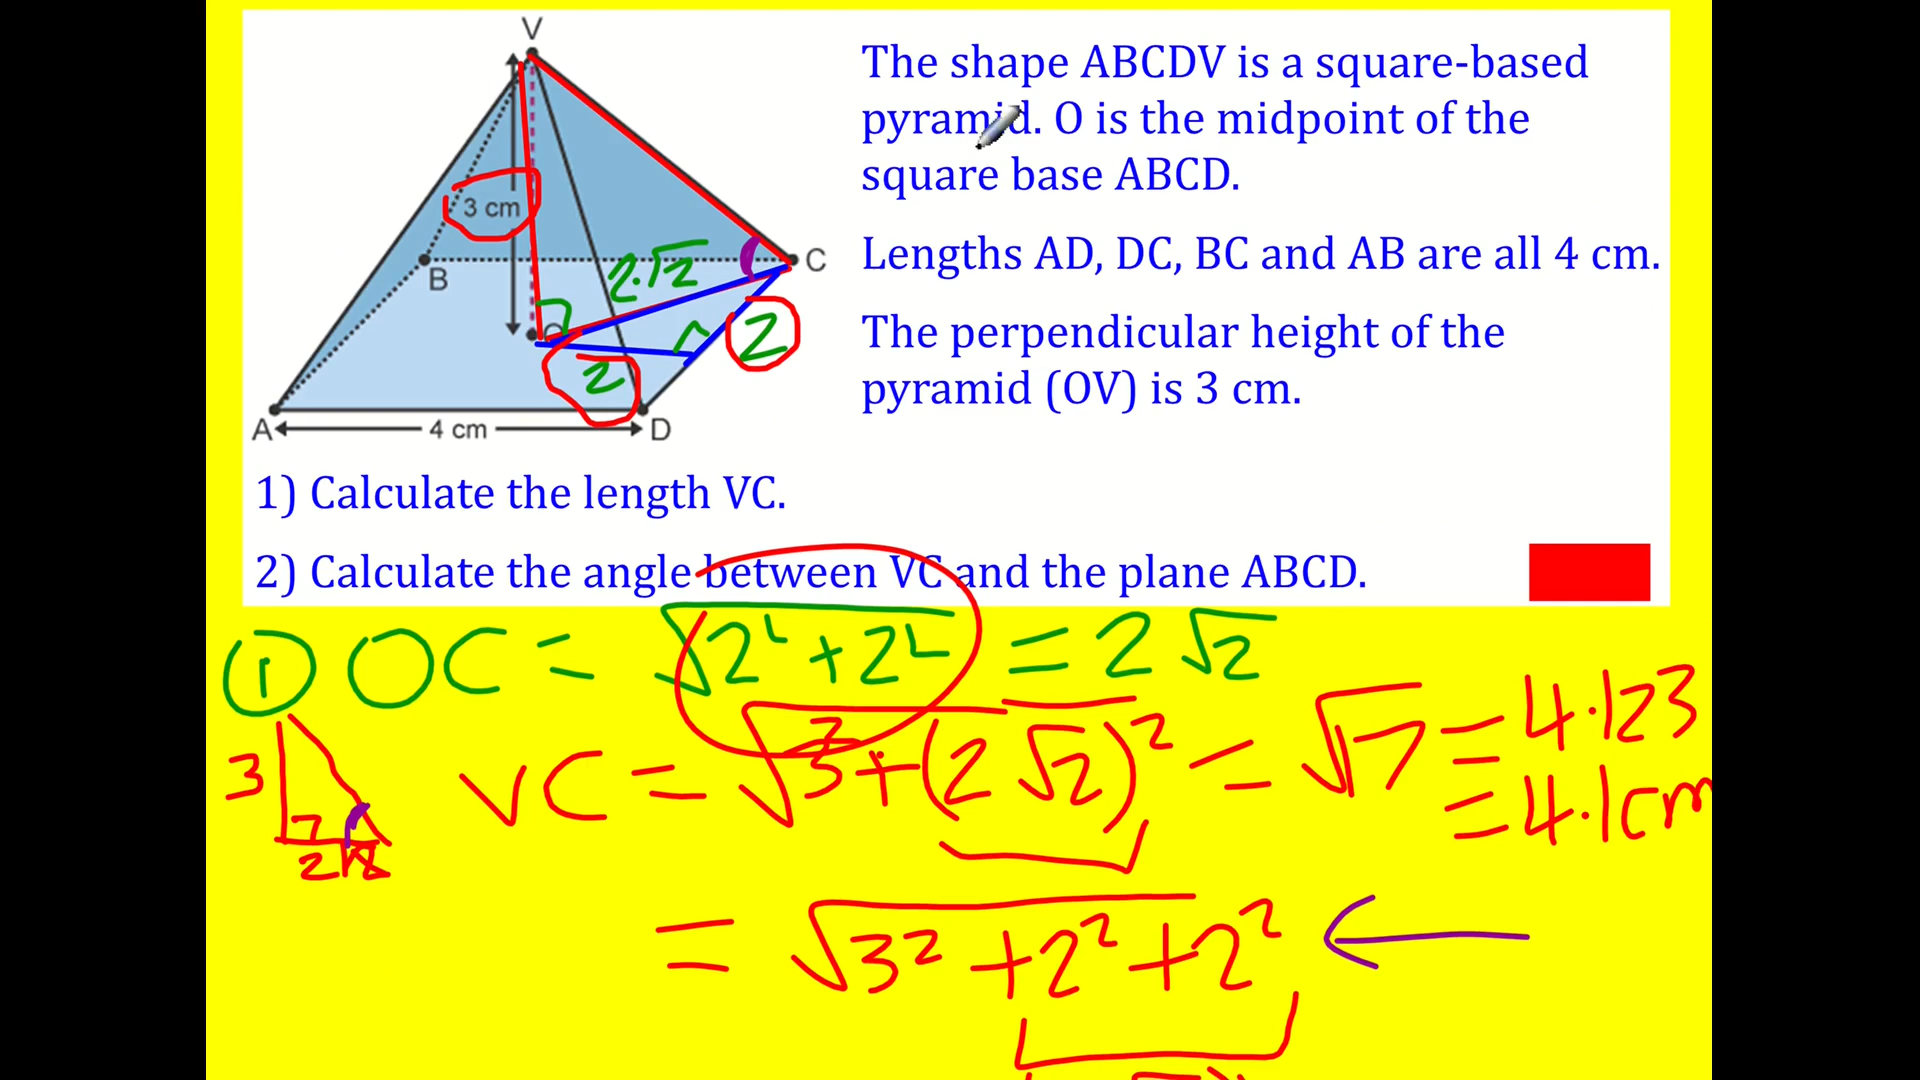 V
3 cm
B
C
2.√2
O
2
2
A
4 cm
D
The shape ABCDV is a square-based
pyramid. O is the midpoint of the
square base ABCD.
Lengths AD, DC, BC and AB are all 4 cm.
The perpendicular height of the
pyramid (OV) is 3 cm.
1) Calculate the length VC.
2) Calculate the angle between VC and the plane ABCD.
① OC = √2² + 2² = 2√2
3
2√2
VC = √3² + (2√2)² = √17 = 4.123
= 4.1cm
= √3² + 2² + 2²